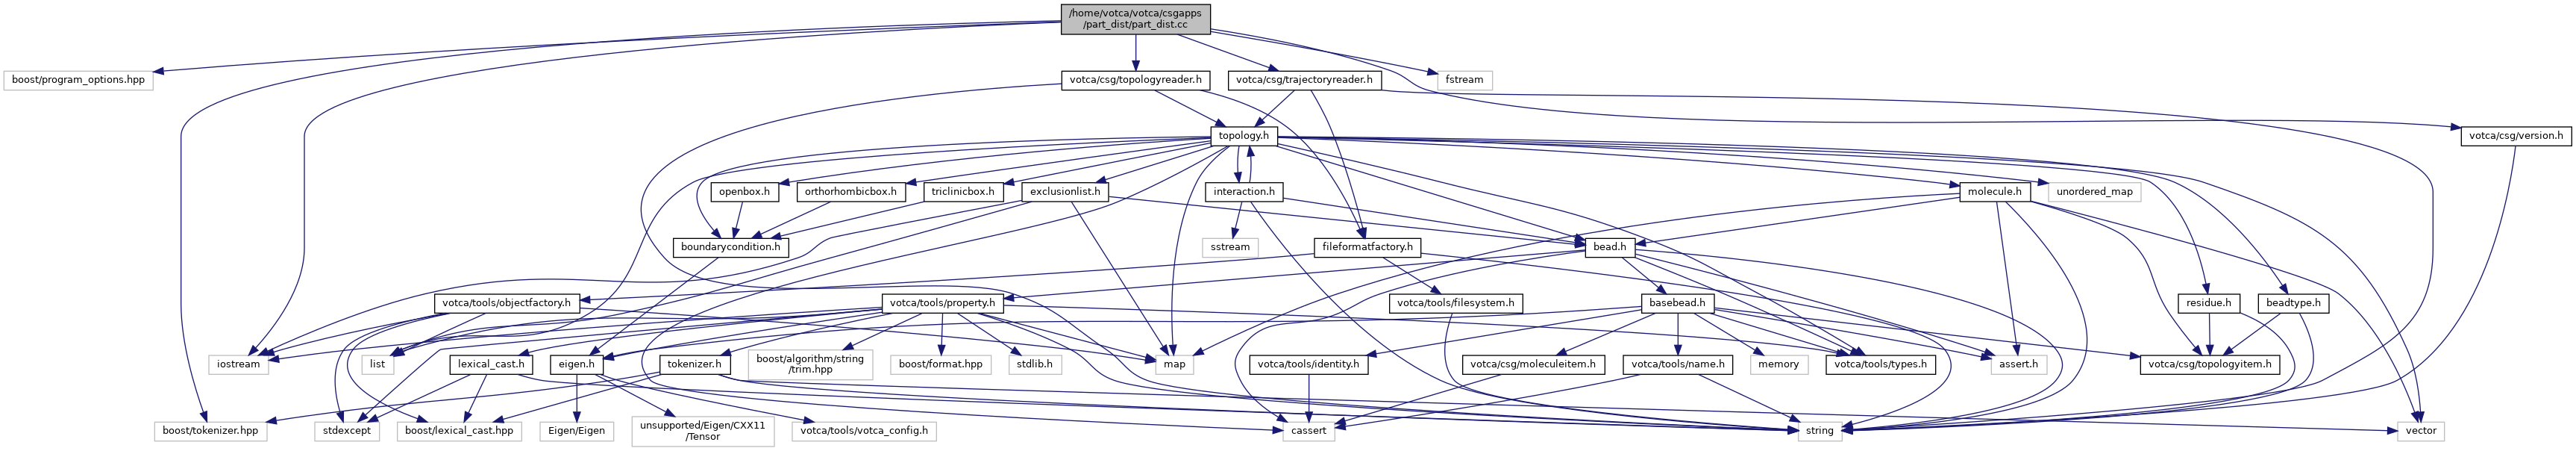 /home/votca/votca/csgapps
/part_dist/part_dist.cc
boost/program_options.hpp
votca/csg/topologyreader.h
votca/csg/trajectoryreader.h
fstream
topology.h
votca/csg/version.h
openbox.h
orthorhombicbox.h
triclinicbox.h
exclusionlist.h
interaction.h
molecule.h
unordered_map
boundarycondition.h
sstream
fileformatfactory.h
bead.h
votca/tools/objectfactory.h
votca/tools/property.h
votca/tools/filesystem.h
basebead.h
residue.h
beadtype.h
iostream
list
lexical_cast.h
eigen.h
tokenizer.h
boost/algorithm/string
/trim.hpp
boost/format.hpp
stdlib.h
map
votca/tools/identity.h
votca/csg/moleculeitem.h
votca/tools/name.h
memory
votca/tools/types.h
assert.h
votca/csg/topologyitem.h
boost/tokenizer.hpp
stdexcept
boost/lexical_cast.hpp
Eigen/Eigen
unsupported/Eigen/CXX11
/Tensor
votca/tools/votca_config.h
cassert
string
vector